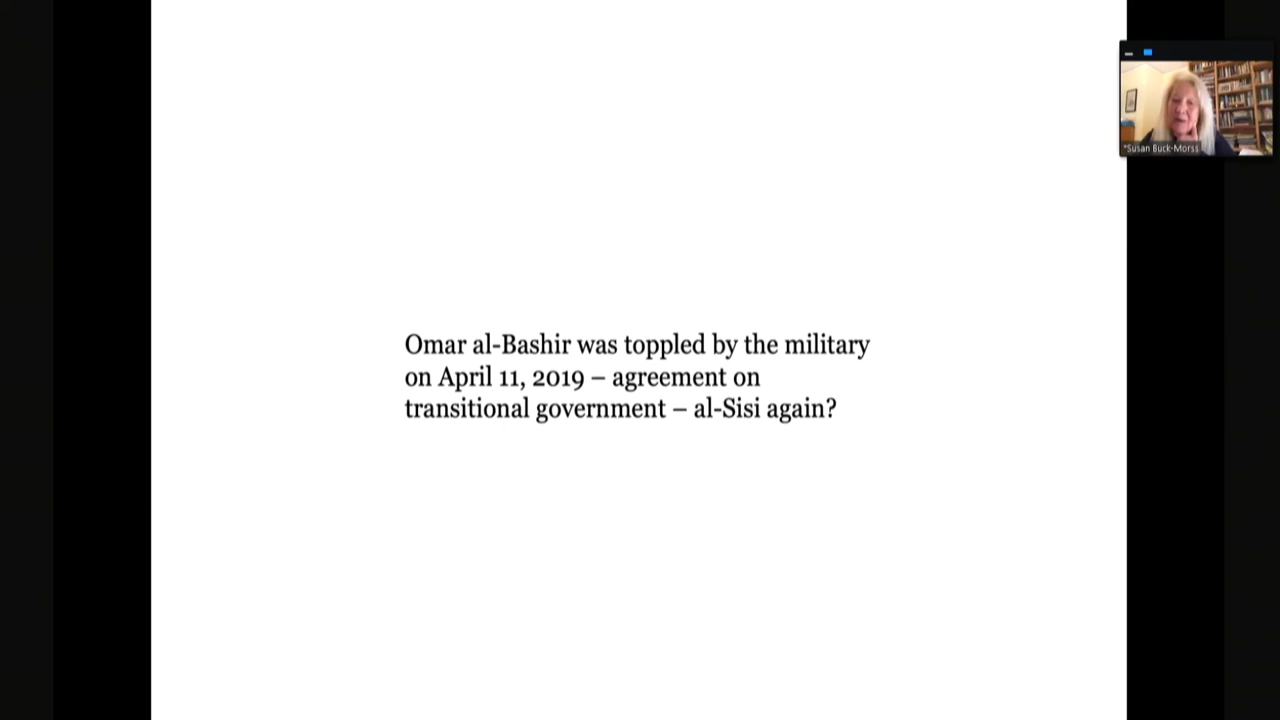 *Susan Buck-Morss
Omar al-Bashir was toppled by the military
on April 11, 2019 – agreement on
transitional government – al-Sisi again?